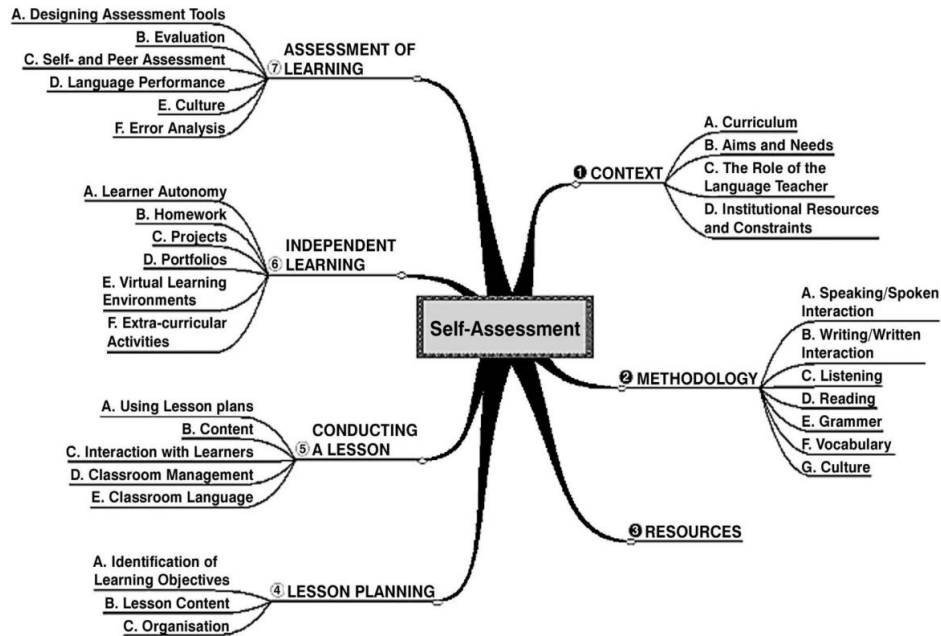 Self-Assessment
❶ CONTEXT
A. Curriculum
B. Aims and Needs
C. The Role of the
Language Teacher
D. Institutional Resources
and Constraints
❷ METHODOLOGY
A. Speaking/Spoken
Interaction
B. Writing/Written
Interaction
C. Listening
D. Reading
E. Grammer
F. Vocabulary
G. Culture
❸ RESOURCES
④ LESSON PLANNING
A. Identification of
Learning Objectives
B. Lesson Content
C. Organisation
⑤ CONDUCTING
A LESSON
A. Using Lesson plans
B. Content
C. Interaction with Learners
D. Classroom Management
E. Classroom Language
⑥ INDEPENDENT
LEARNING
A. Learner Autonomy
B. Homework
C. Projects
D. Portfolios
E. Virtual Learning
Environments
F. Extra-curricular
Activities
⑦ ASSESSMENT OF
LEARNING
A. Designing Assessment Tools
B. Evaluation
C. Self- and Peer Assessment
D. Language Performance
E. Culture
F. Error Analysis